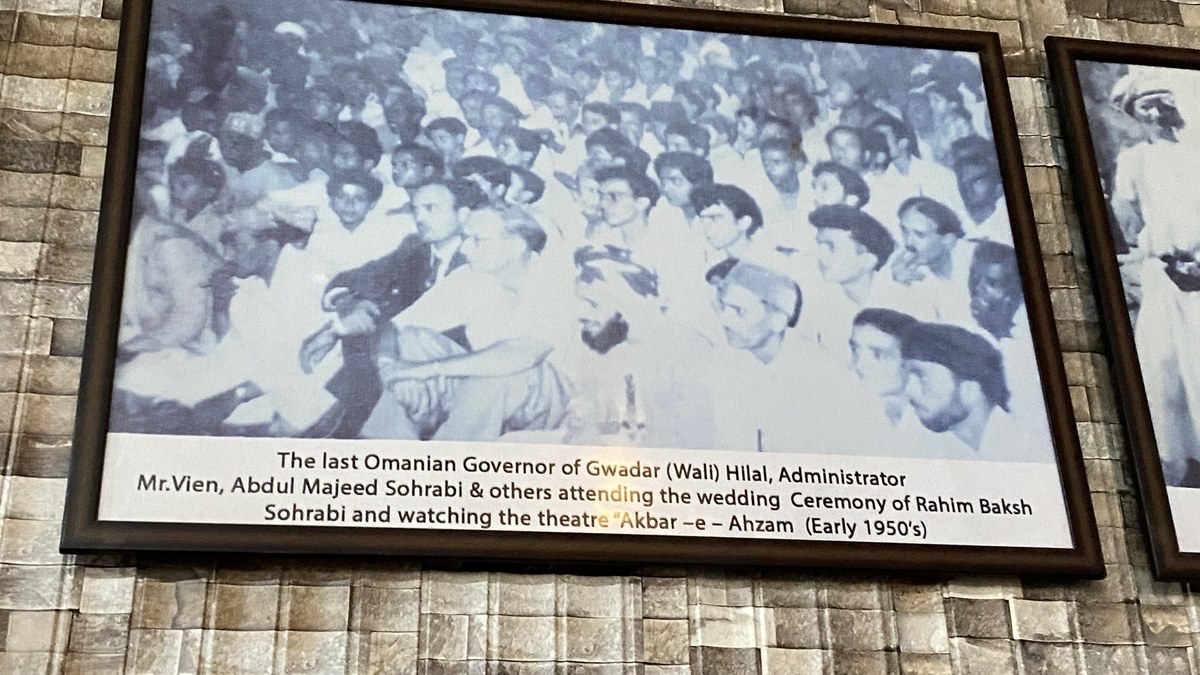 The last Omanian Governor of Gwadar (Wali) Hilal, Administrator
Mr.Vien, Abdul Majeed Sohrabi & others attending the wedding Ceremony of Rahim Baksh
Sohrabi and watching the theatre "Akbar –e – Ahzam (Early 1950's)